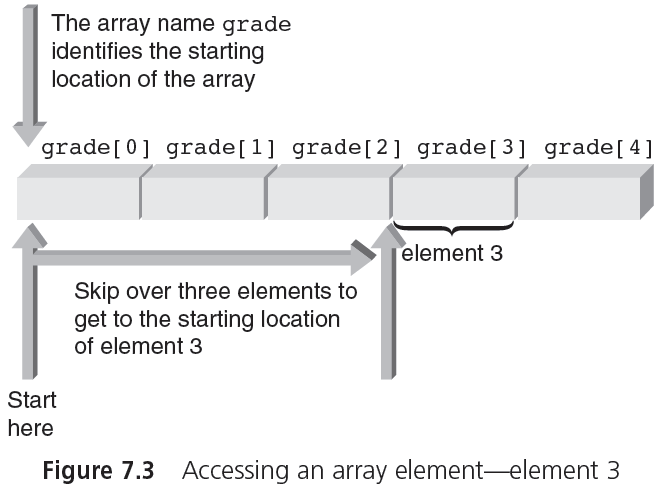 The array name grade
identifies the starting
location of the array
grade[0] grade[1] grade[2] grade[3] grade[4]
element 3
Skip over three elements to
get to the starting location
of element 3
Start
here
Figure 7.3 Accessing an array element—element 3